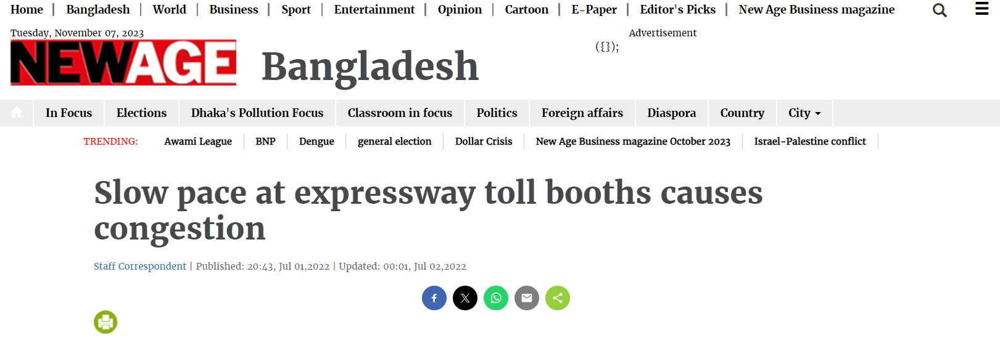 Home | Bangladesh | World | Business | Sport | Entertainment | Opinion | Cartoon | E-Paper | Editor's Picks | New Age Business magazine
Tuesday, November 07, 2023
Advertisement
({});
NEWAGE
Bangladesh
In Focus Elections Dhaka's Pollution Focus Classroom in focus Politics Foreign affairs Diaspora Country City
TRENDING: Awami League BNP Dengue general election Dollar Crisis New Age Business magazine October 2023 Israel-Palestine conflict
Slow pace at expressway toll booths causes
congestion
Staff Correspondent | Published: 20:43, Jul 01,2022 | Updated: 00:01, Jul 02,2022